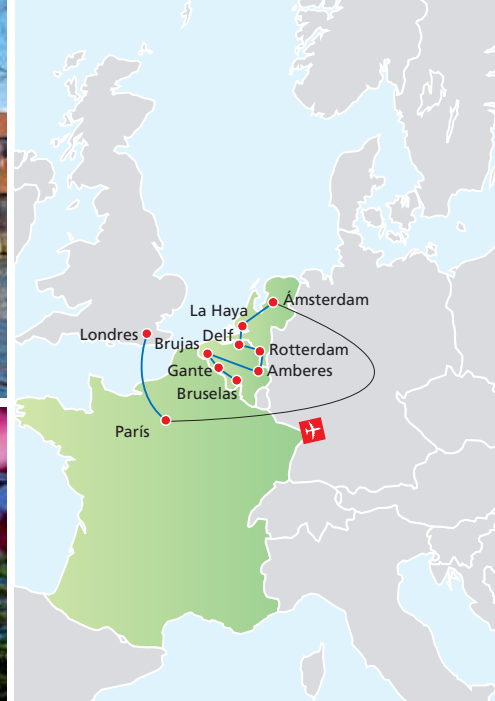 Ámsterdam
La Haya
Londres
Delf
Brujas
Rotterdam
Gante
Amberes
Bruselas
París